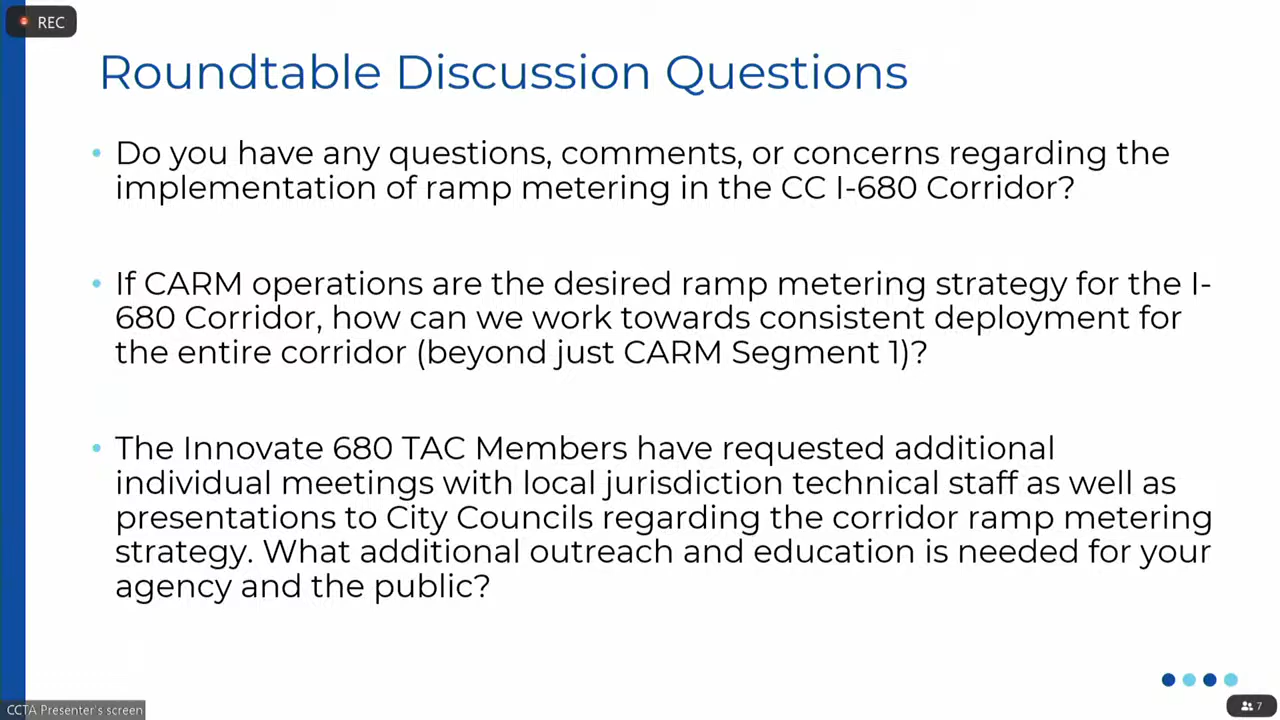 REC
Roundtable Discussion Questions
• Do you have any questions, comments, or concerns regarding the
implementation of ramp metering in the CC I-680 Corridor?
• If CARM operations are the desired ramp metering strategy for the I-
680 Corridor, how can we work towards consistent deployment for
the entire corridor (beyond just CARM Segment 1)?
• The Innovate 680 TAC Members have requested additional
individual meetings with local jurisdiction technical staff as well as
presentations to City Councils regarding the corridor ramp metering
strategy. What additional outreach and education is needed for your
agency and the public?
CCTA Presenter's screen
7